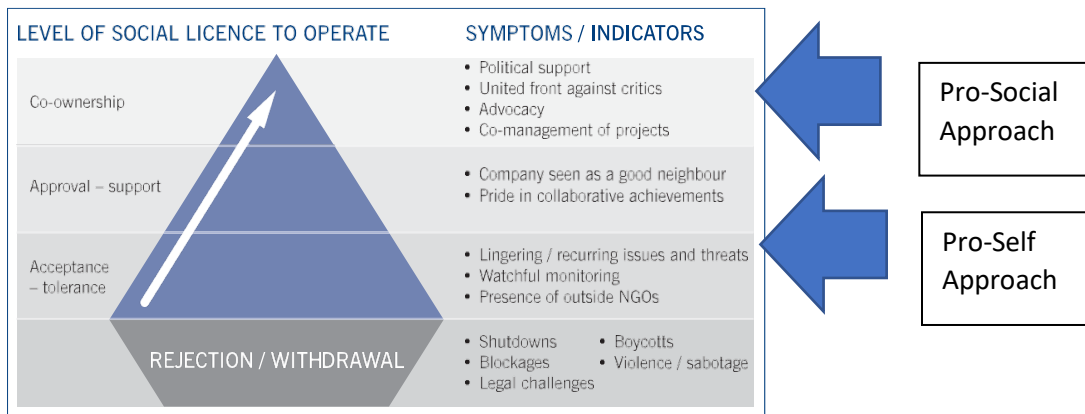 LEVEL OF SOCIAL LICENCE TO OPERATE
SYMPTOMS / INDICATORS
Co-ownership
• Political support
• United front against critics
• Advocacy
• Co-management of projects
Approval – support
• Company seen as a good neighbour
• Pride in collaborative achievements
Acceptance
– tolerance
• Lingering / recurring issues and threats
• Watchful monitoring
• Presence of outside NGOs
REJECTION / WITHDRAWAL
• Shutdowns
• Blockages
• Legal challenges
• Boycotts
• Violence / sabotage
Pro-Social
Approach
Pro-Self
Approach